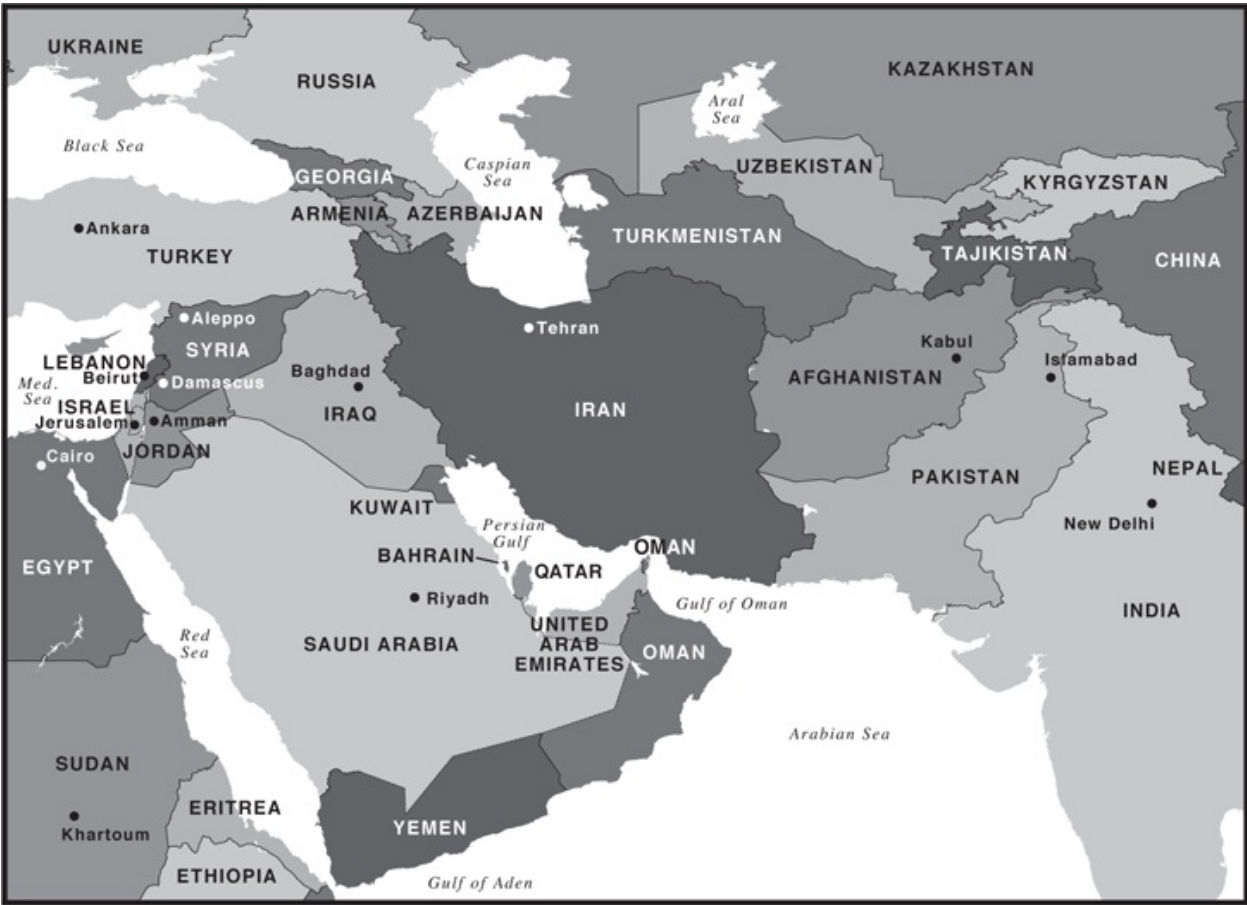 UKRAINE
RUSSIA
KAZAKHSTAN
Aral
Sea
Black Sea
Caspian
Sea
UZBEKISTAN
GEORGIA
KYRGYZSTAN
ARMENIA
AZERBAIJAN
Ankara
TURKMENISTAN
TAJIKISTAN
CHINA
TURKEY
Aleppo
Tehran
SYRIA
Kabul
LEBANON
Beirut
Islamabad
Baghdad
Damascus
AFGHANISTAN
Med.
Sea
ISRAEL
IRAQ
IRAN
Jerusalem
Amman
JORDAN
Cairo
NEPAL
PAKISTAN
KUWAIT
New Delhi
Persian
Gulf
BAHRAIN
OMAN
EGYPT
QATAR
Riyadh
Gulf of Oman
INDIA
UNITED
ARAB
EMIRATES
Red
Sea
SAUDI ARABIA
OMAN
Arabian Sea
SUDAN
ERITREA
Khartoum
YEMEN
ETHIOPIA
Gulf of Aden